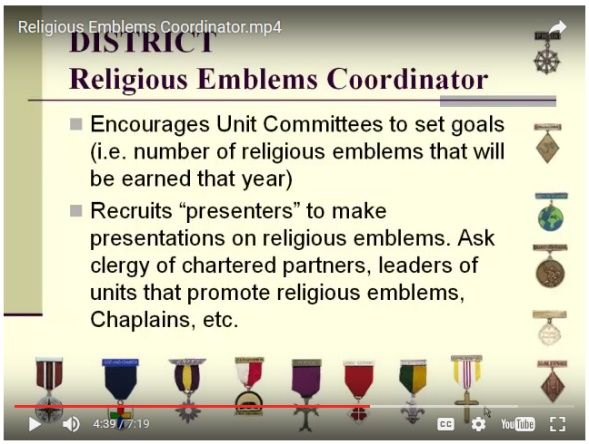 Religious Emblems Coordinator.mp4
DISTRICT
Religious Emblems Coordinator
Encourages Unit Committees to set goals
(i.e. number of religious emblems that will
be earned that year)
Recruits “presenters” to make
presentations on religious emblems. Ask
clergy of chartered partners, leaders of
units that promote religious emblems,
Chaplains, etc.
4:39 / 7:19
CC
YouTube